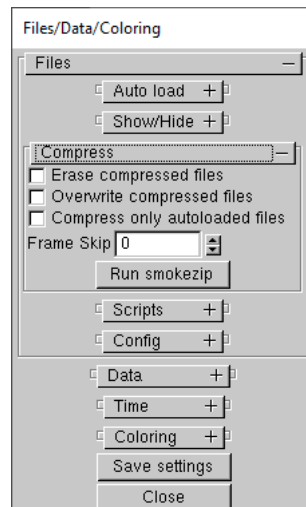 Files/Data/Coloring
Files −
Auto load +
Show/Hide +
Compress −
Erase compressed files
Overwrite compressed files
Compress only autoloaded files
Frame Skip 0
Run smokezip
Scripts +
Config +
Data +
Time +
Coloring +
Save settings
Close